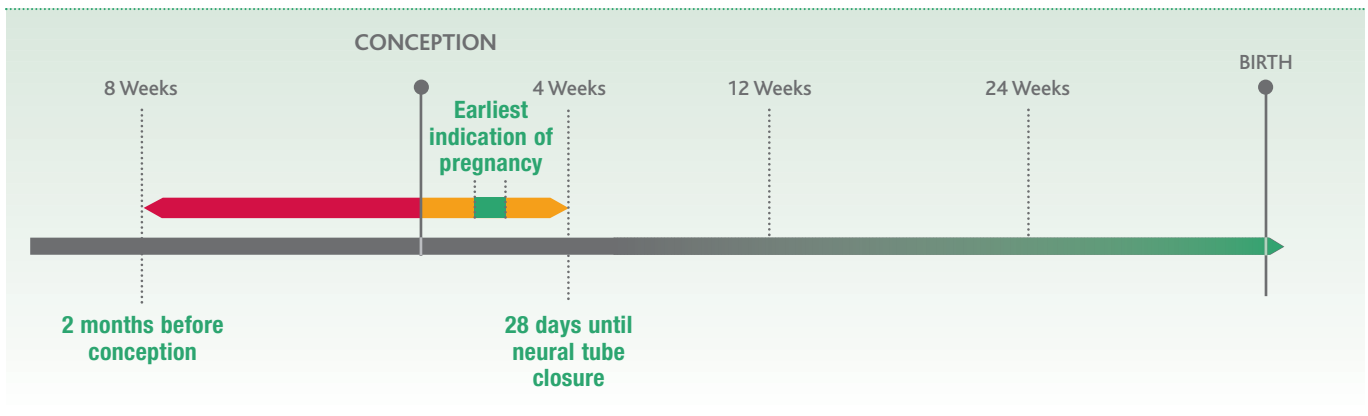 CONCEPTION
BIRTH
8 Weeks
4 Weeks
12 Weeks
24 Weeks
Earliest
indication of
pregnancy
2 months before
conception
28 days until
neural tube
closure